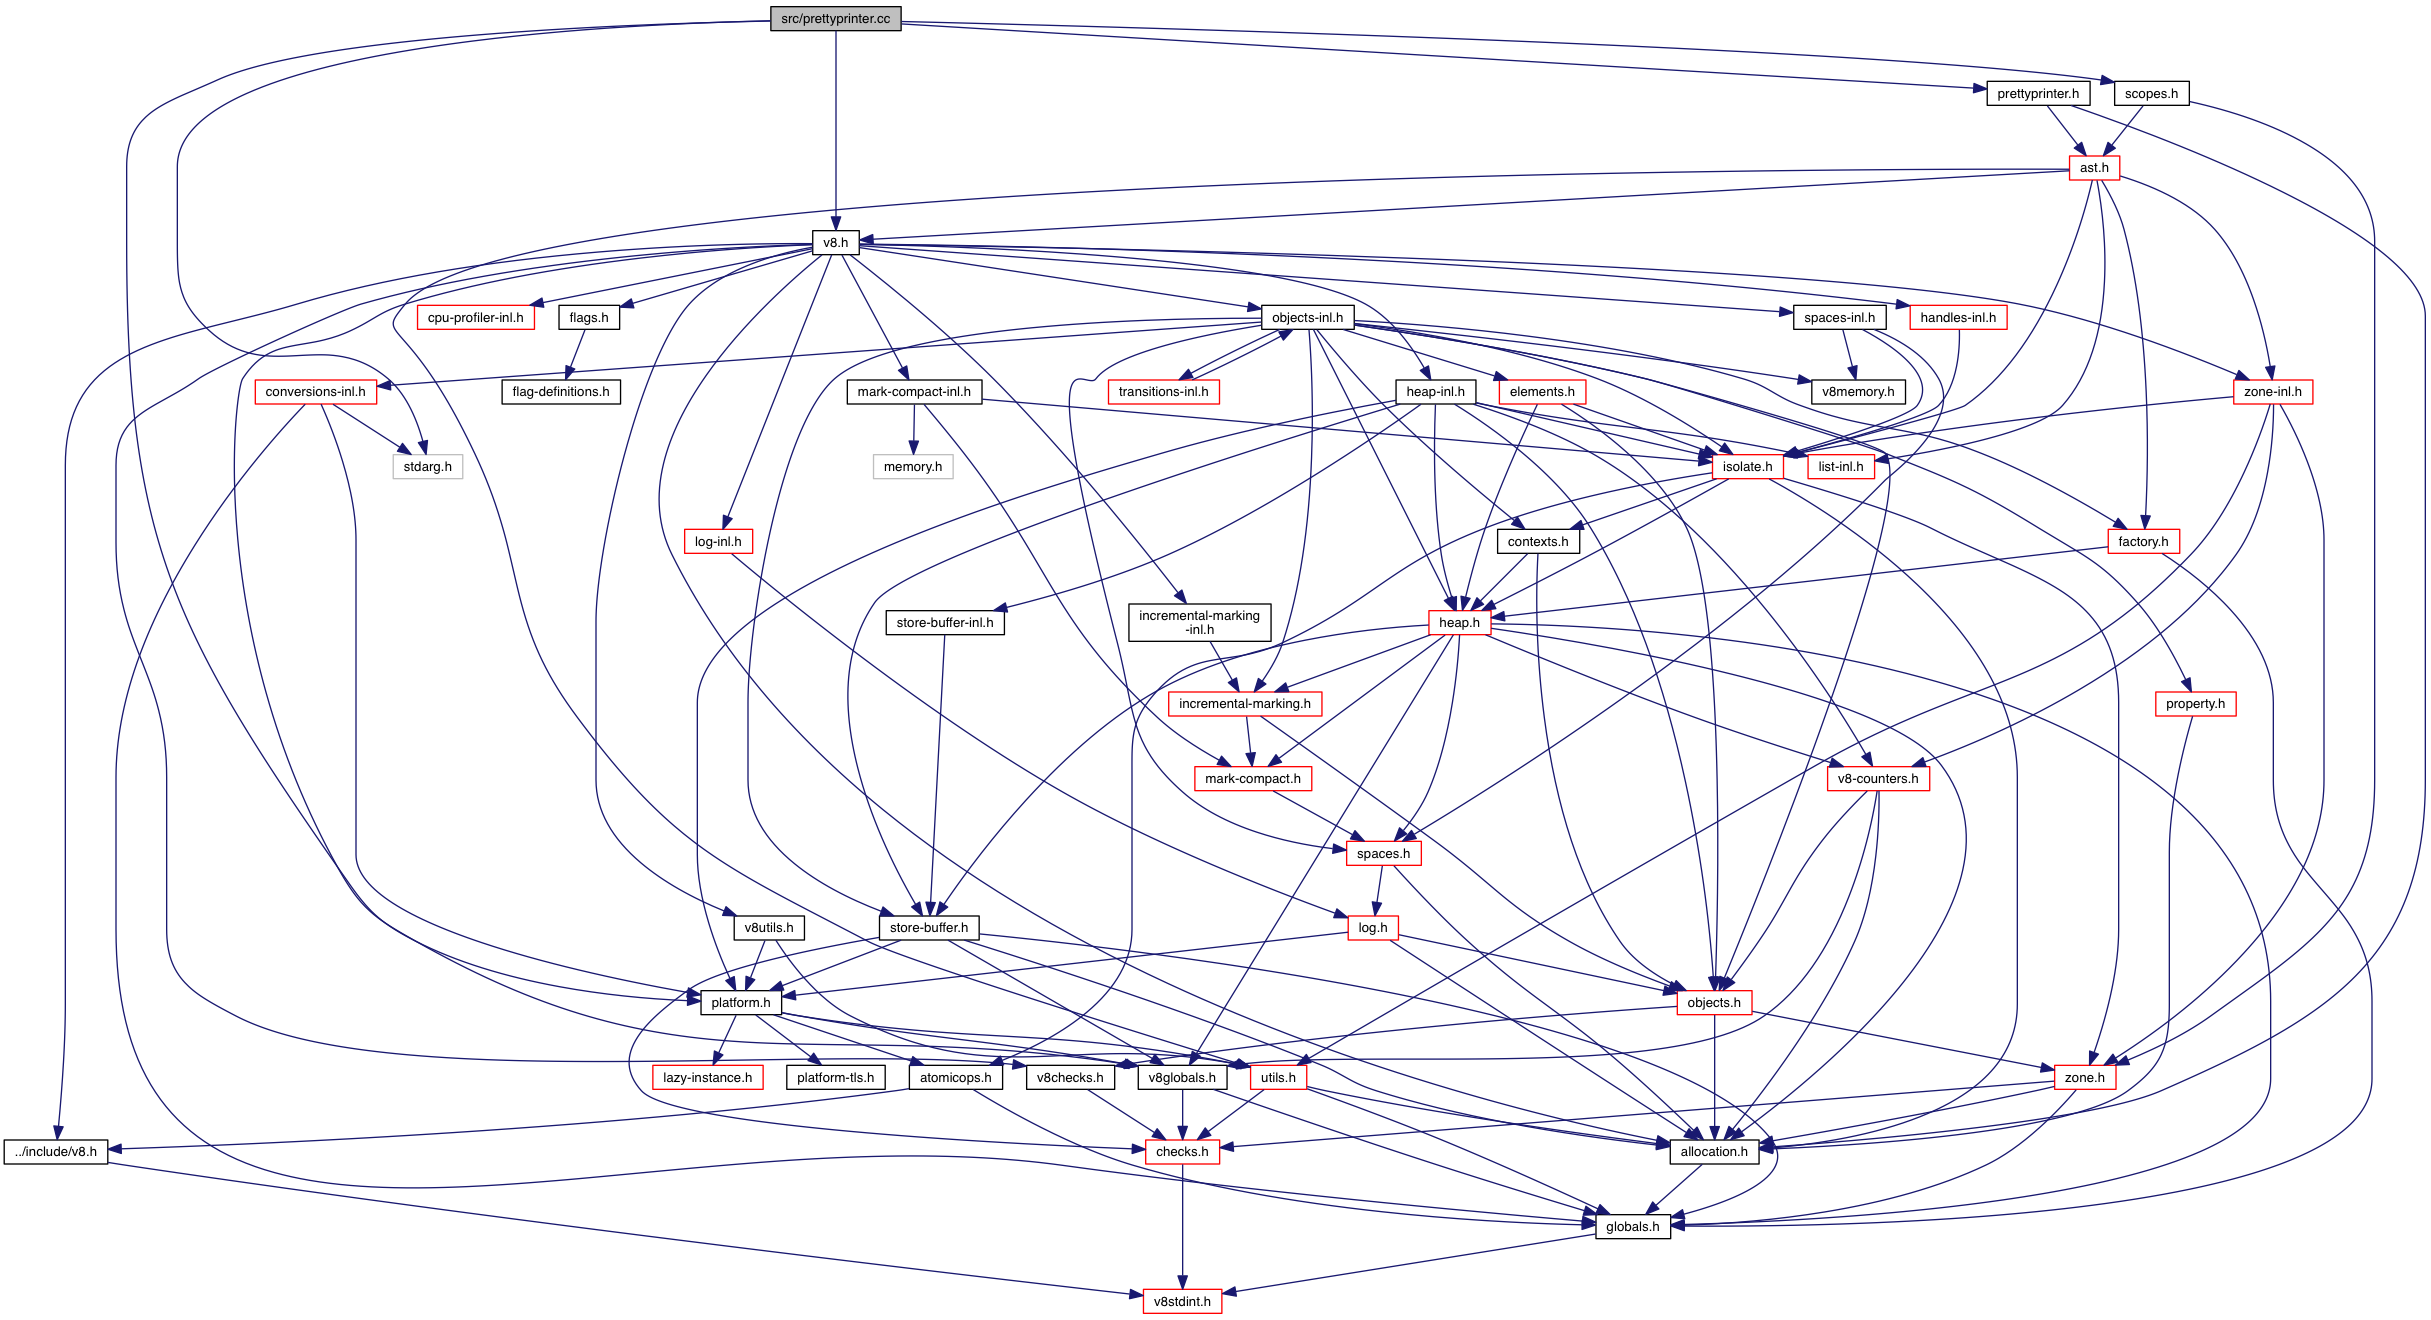 src/prettyprinter.cc
prettyprinter.h
scopes.h
ast.h
v8.h
cpu-profiler-inl.h
flags.h
objects-inl.h
spaces-inl.h
handles-inl.h
conversions-inl.h
flag-definitions.h
mark-compact-inl.h
transitions-inl.h
heap-inl.h
elements.h
v8memory.h
zone-inl.h
stdarg.h
memory.h
isolate.h
list-inl.h
log-inl.h
contexts.h
factory.h
store-buffer-inl.h
incremental-marking
-inl.h
heap.h
incremental-marking.h
property.h
mark-compact.h
v8-counters.h
spaces.h
v8utils.h
store-buffer.h
log.h
platform.h
objects.h
lazy-instance.h
platform-tls.h
atomicops.h
v8checks.h
v8globals.h
utils.h
zone.h
../include/v8.h
checks.h
allocation.h
globals.h
v8stdint.h